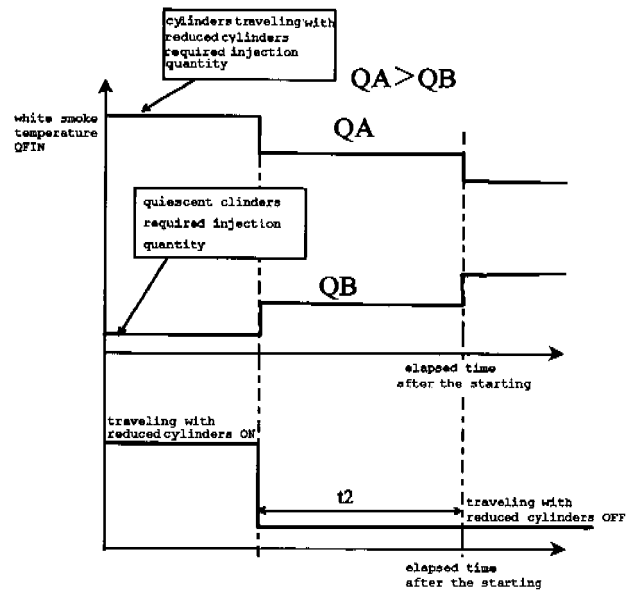 cylinders traveling with
reduced cylinders
required injection
quantity
QA>QB
white smoke
temperature
QFIN
QA
quiescent clinders
required injection
quantity
QB
elapsed time
after the starting
traveling with
reduced cylinders ON
t2
traveling with
reduced cylinders OFF
elapsed time
after the starting